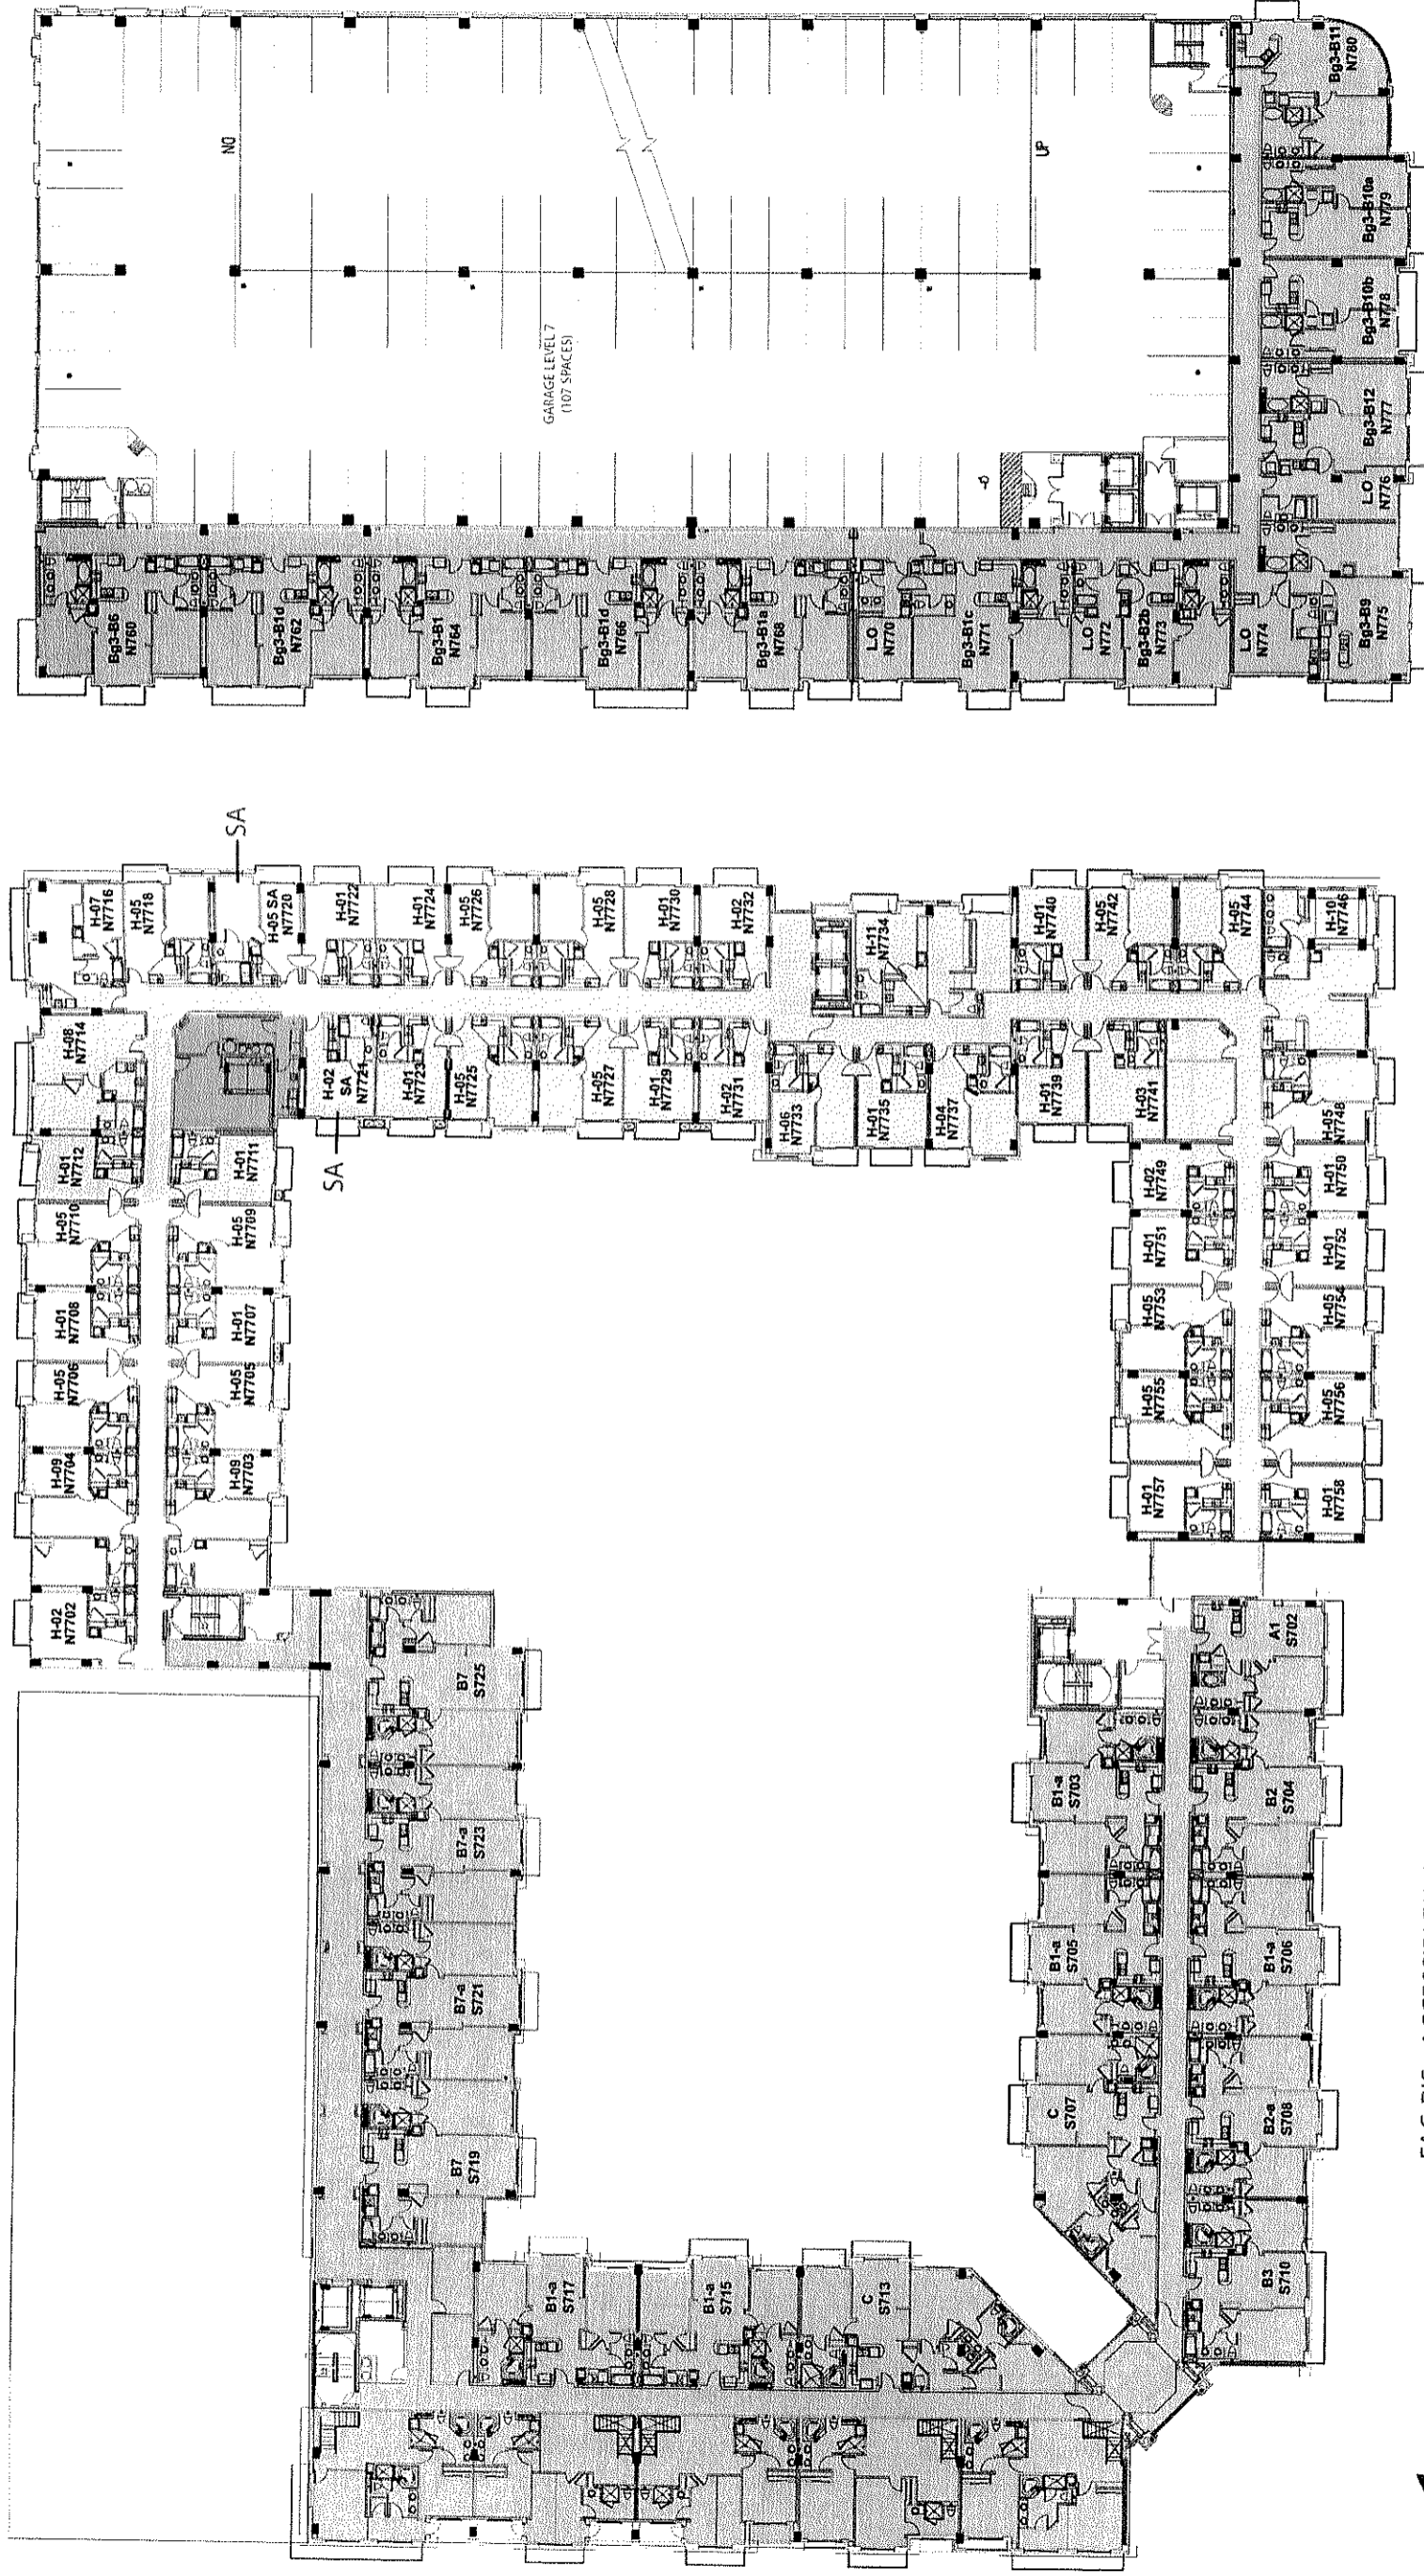 NO
UP
GARAGE LEVEL 7
(107 SPACES)
Bg3-B6
N760
Bg3-B1d
N762
Bg3-B1
N764
Bg3-B1d
N766
Bg3-B1a
N768
L.O
N770
Bg3-B1c
N771
L.O
N772
Bg3-B2b
N773
L.O
N774
Bg3-B9
N775
L.O
N776
Bg3-B12
N777
Bg3-B10b
N778
Bg3-B10a
N779
Bg3-B11
N780
H-02
N7702
H-09
N7703
H-09
N7704
H-05
N7705
H-05
N7706
H-01
N7707
H-01
N7708
H-05
N7709
H-05
N7710
H-01
N7711
H-01
N7712
H-08
N7714
H-07
N7716
H-05
N7718
SA
H-05 SA
N7720
H-02
SA
N7721
SA
H-01
N7722
H-01
N7723
H-01
N7724
H-05
N7725
H-05
N7726
H-05
N7727
H-05
N7728
H-01
N7729
H-01
N7730
H-02
N7731
H-02
N7732
H-06
N7733
H-11
N7734
H-01
N7735
H-04
N7737
H-01
N7739
H-01
N7740
H-03
N7741
H-05
N7742
H-05
N7744
H-10
N7746
H-05
N7748
H-02
N7749
H-01
N7750
H-01
N7751
H-01
N7752
H-05
N7753
H-05
N7754
H-05
N7755
H-05
N7756
H-01
N7757
H-01
N7758
A1
S702
B1-a
S703
B2
S704
B1-a
S705
B1-a
S706
C
S707
B2-a
S708
B3
S710
C
S713
B1-a
S715
B1-a
S717
B7
S719
B7-a
S721
B7-a
S723
B7
S725